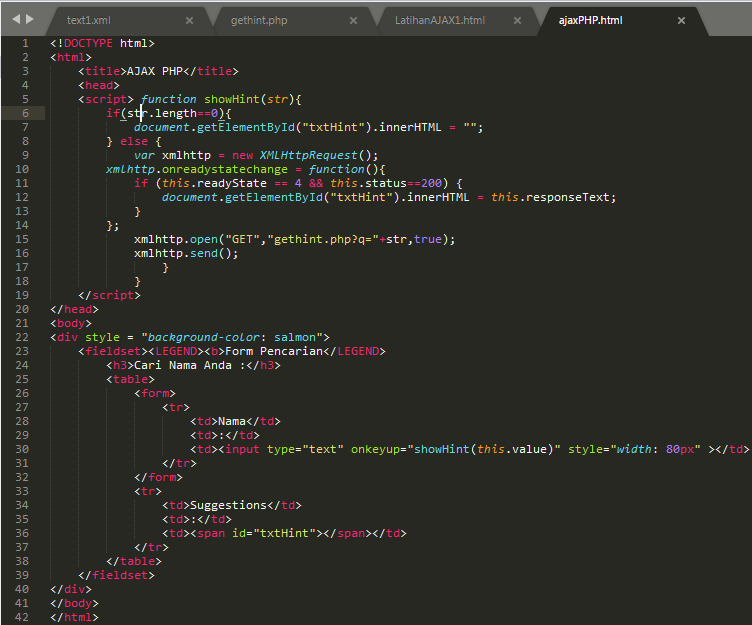 text1.xml × gethint.php × LatihanAJAX1.html × ajaxPHP.html ×
1 <!DOCTYPE html>
2 <html>
3     <title>AJAX PHP</title>
4     <head>
5     <script> function showHint(str){
6         if(str.length==0){
7             document.getElementById("txtHint").innerHTML = "";
8         } else {
9             var xmlhttp = new XMLHttpRequest();
10         xmlhttp.onreadystatechange = function(){
11             if (this.readyState == 4 && this.status==200) {
12                 document.getElementById("txtHint").innerHTML = this.responseText;
13             }
14         };
15             xmlhttp.open("GET","gethint.php?q="+str,true);
16             xmlhttp.send();
17                 }
18             }
19     </script>
20 </head>
21 <body>
22 <div style = "background-color: salmon">
23     <fieldset><LEGEND><b>Form Pencarian</LEGEND>
24         <h3>Cari Nama Anda :</h3>
25         <table>
26             <form>
27                 <tr>
28                     <td>Nama</td>
29                     <td>:</td>
30                     <td><input type="text" onkeyup="showHint(this.value)" style="width: 80px" ></td>
31                 </tr>
32             </form>
33             <tr>
34                 <td>Suggestions</td>
35                 <td>:</td>
36                 <td><span id="txtHint"></span></td>
37             </tr>
38         </table>
39     </fieldset>
40 </div>
41 </body>
42 </html>